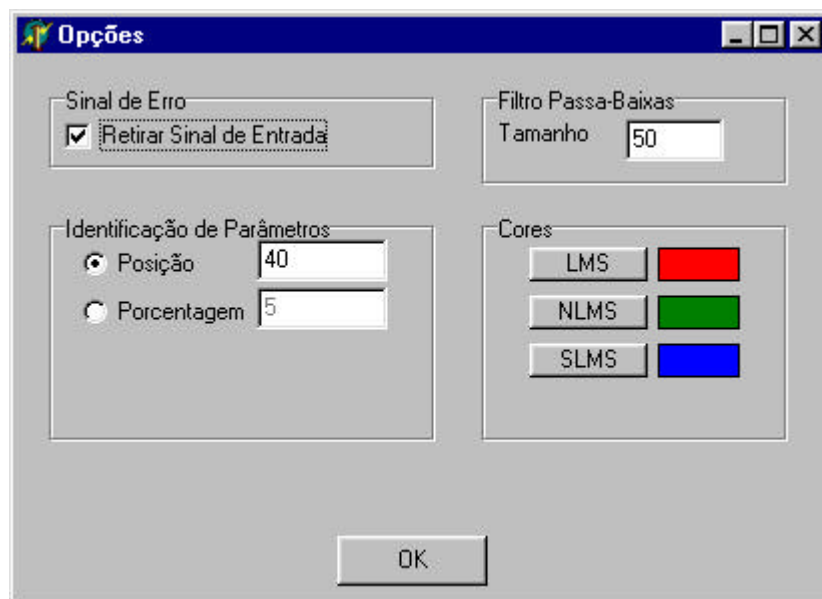 Opções
Sinal de Erro
Retirar Sinal de Entrada
Filtro Passa-Baixas
Tamanho 50
Identificação de Parâmetros
Posição 40
Porcentagem 5
Cores
LMS
NLMS
SLMS
OK